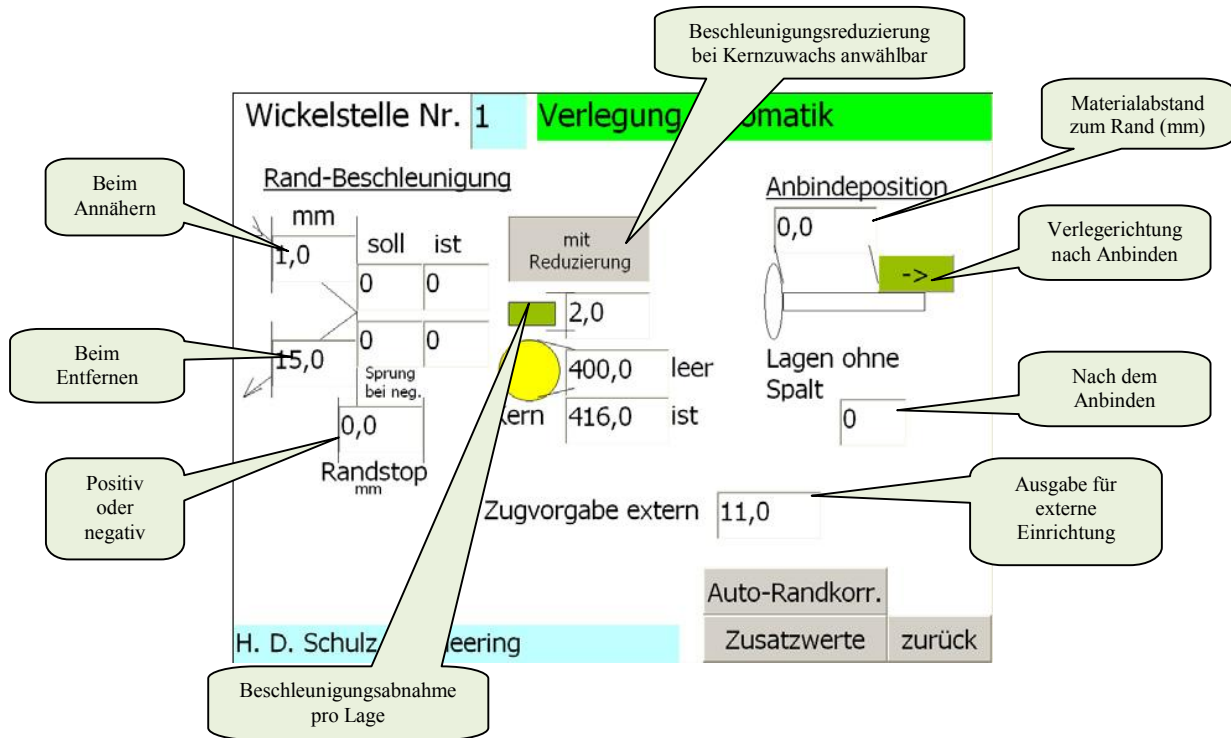 Beschleunigungsreduzierung
bei Kernzuwachs anwählbar
Wickelstelle Nr. 1
Verlegung omatik
Materialabstand
zum Rand (mm)
Beim
Annähern
Rand-Beschleunigung
mm
soll ist
1,0
0 0
mit
Reduzierung
Anbindeposition
0,0
->
Verlegerichtung
nach Anbinden
2,0
Beim
Entfernen
15,0
0 0
Sprung
bei neg.
400,0 leer
kern 416,0 ist
Lagen ohne
Spalt
0
Nach dem
Anbinden
Positiv
oder
negativ
0,0
Randstop
mm
Zugvorgabe extern 11,0
Ausgabe für
externe
Einrichtung
Auto-Randkorr.
H. D. Schulz eering
Zusatzwerte zurück
Beschleunigungsabnahme
pro Lage